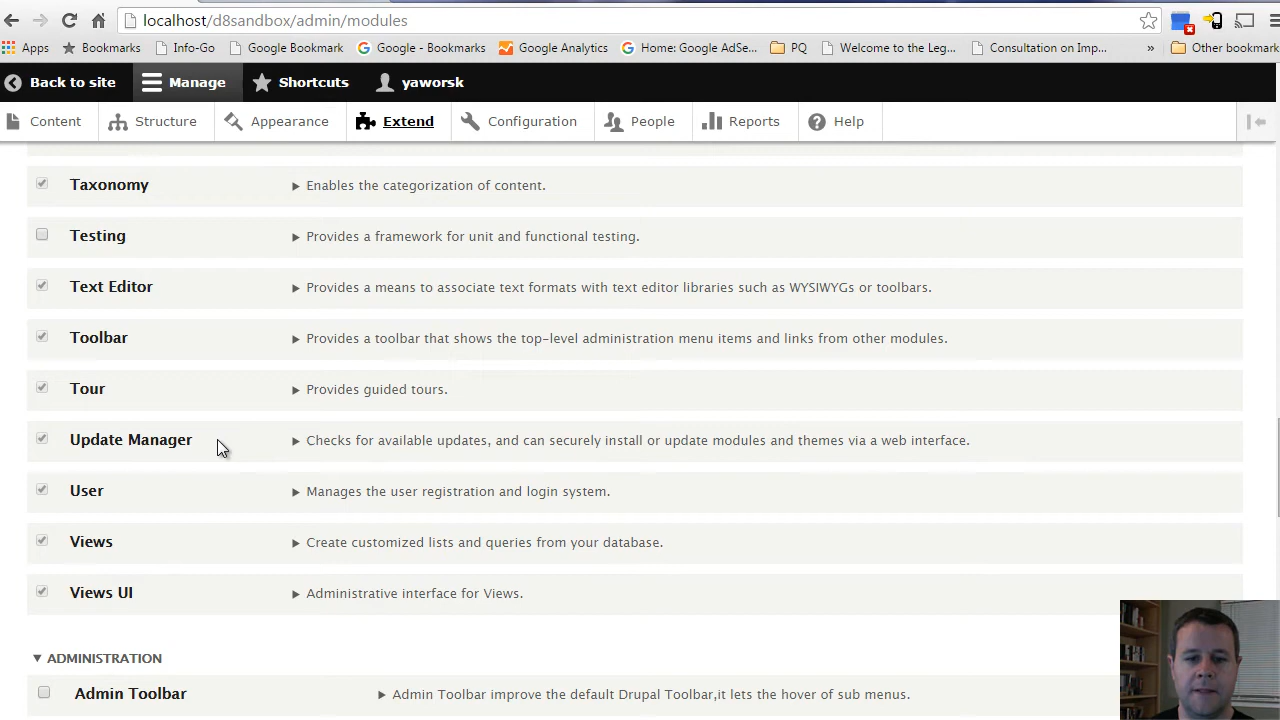 localhost/d8sandbox/admin/modules
Apps Bookmarks Info-Go Google Bookmark Google - Bookmarks Google Analytics Home: Google AdSe... PQ Welcome to the Leg... Consultation on Imp... » Other bookmark
Back to site Manage Shortcuts yaworsk
Content Structure Appearance Extend Configuration People Reports Help
Taxonomy Enables the categorization of content.
Testing Provides a framework for unit and functional testing.
Text Editor Provides a means to associate text formats with text editor libraries such as WYSIWYGs or toolbars.
Toolbar Provides a toolbar that shows the top-level administration menu items and links from other modules.
Tour Provides guided tours.
Update Manager Checks for available updates, and can securely install or update modules and themes via a web interface.
User Manages the user registration and login system.
Views Create customized lists and queries from your database.
Views UI Administrative interface for Views.
ADMINISTRATION
Admin Toolbar Admin Toolbar improve the default Drupal Toolbar,it lets the hover of sub menus.